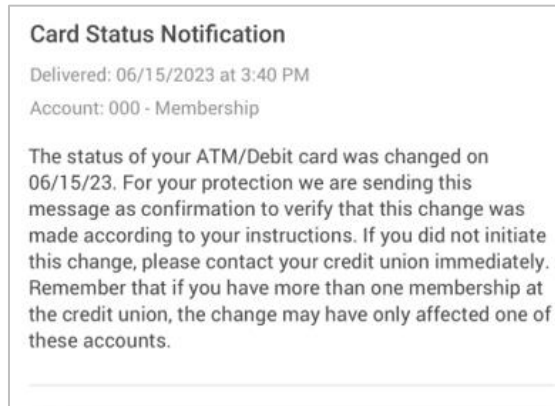 Card Status Notification
Delivered: 06/15/2023 at 3:40 PM
Account: 000 - Membership
The status of your ATM/Debit card was changed on
06/15/23. For your protection we are sending this
message as confirmation to verify that this change was
made according to your instructions. If you did not initiate
this change, please contact your credit union immediately.
Remember that if you have more than one membership at
the credit union, the change may have only affected one of
these accounts.